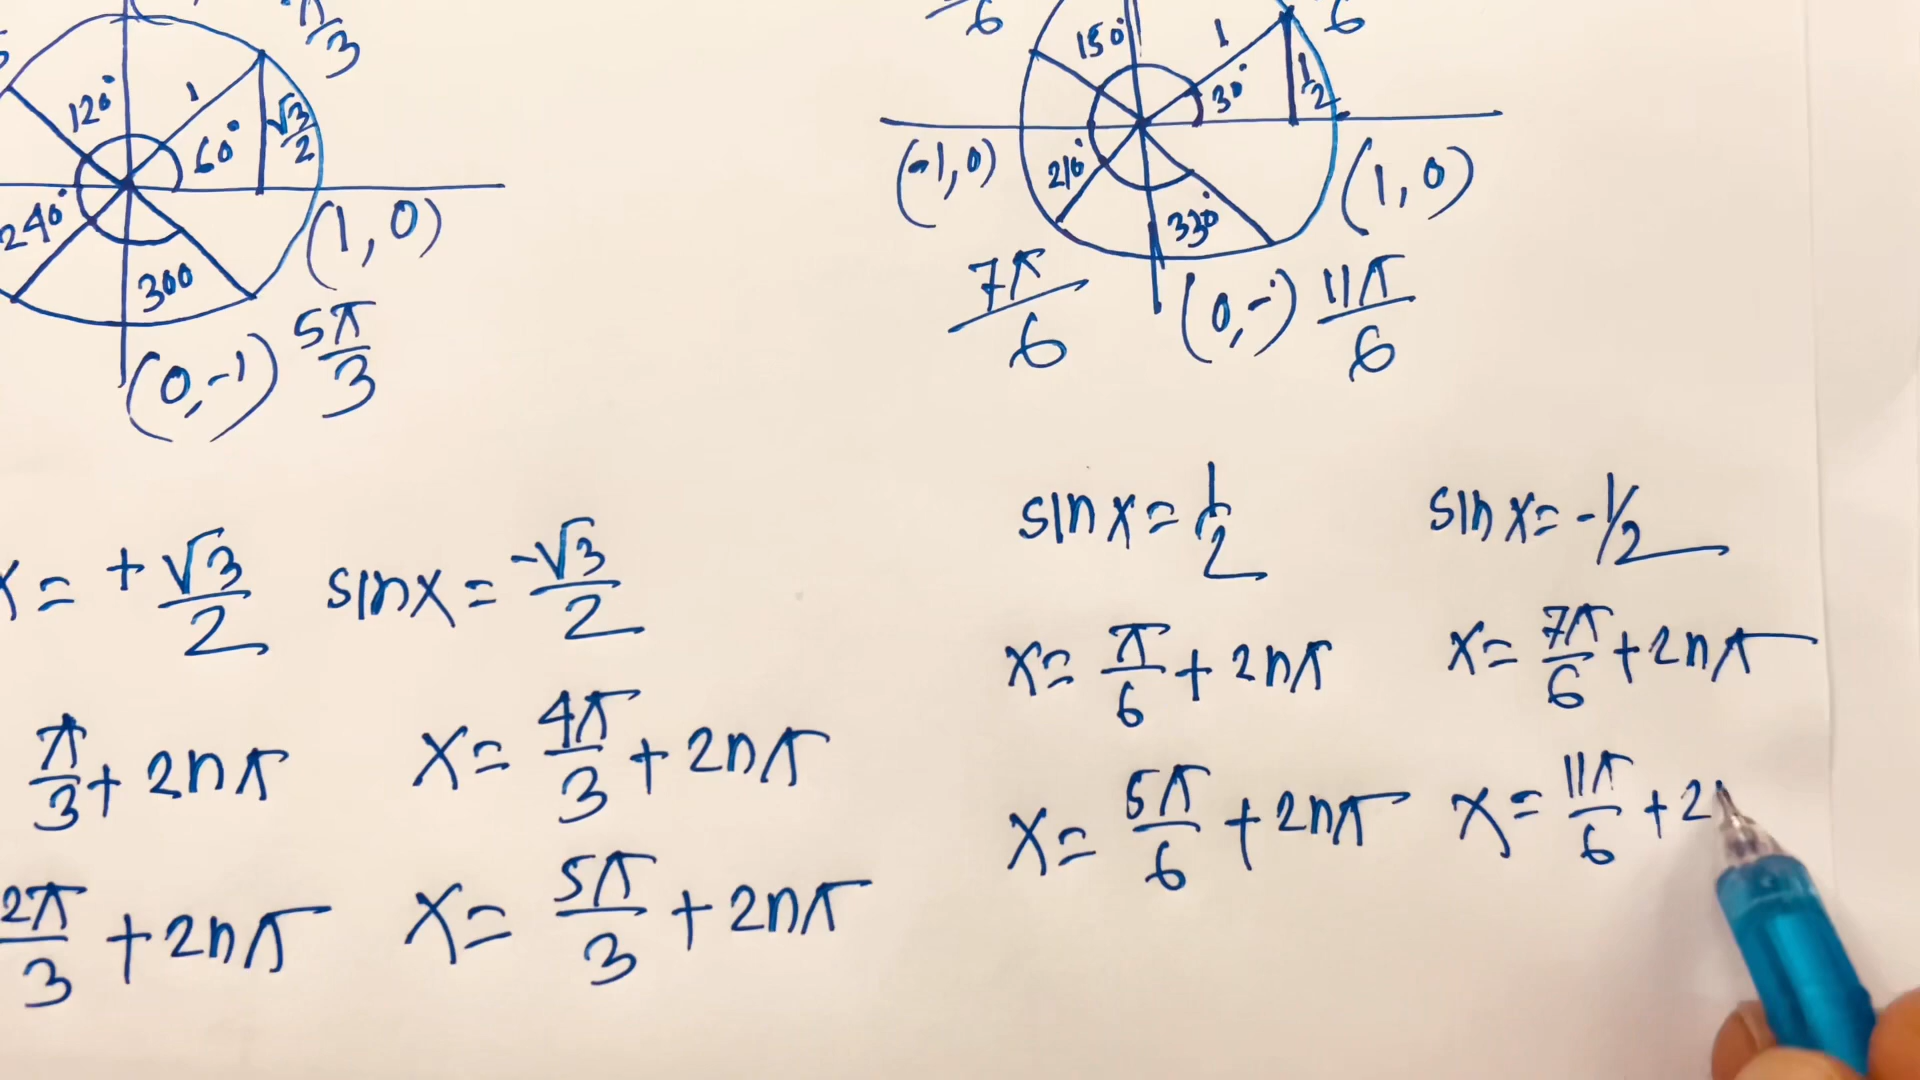 π/3
120° 1 60° √3/2
240° 300 (1, 0)
(0,-1) 5π/3
x = +√3/2 sinx = -√3/2
π/3 + 2nπ x = 4π/3 + 2nπ
2π/3 + 2nπ x = 5π/3 + 2nπ
6 6
150° 1 30° 1/2
(-1,0) 210° 330° (1,0)
7π/6 (0,-1) 11π/6
sinx = 1/2 sinx = -1/2
x = π/6 + 2nπ x = 7π/6 + 2nπ
x = 5π/6 + 2nπ x = 11π/6 + 2